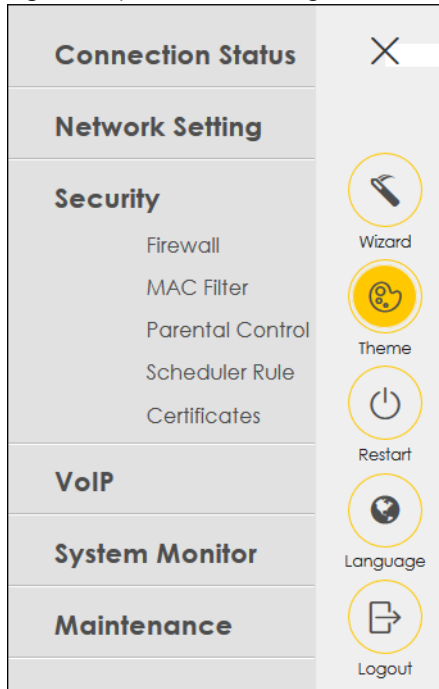 Connection Status
Network Setting
Security
Firewall
MAC Filter
Parental Control
Scheduler Rule
Certificates
VoIP
System Monitor
Maintenance
Wizard
Theme
Restart
Language
Logout